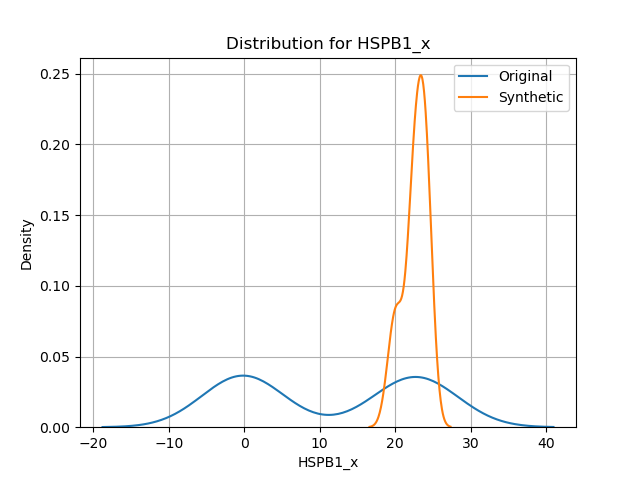 Distribution for HSPB1_x
Original
Synthetic
0.25
0.20
0.15
0.10
0.05
0.00
Density
−20 −10 0 10 20 30 40
HSPB1_x